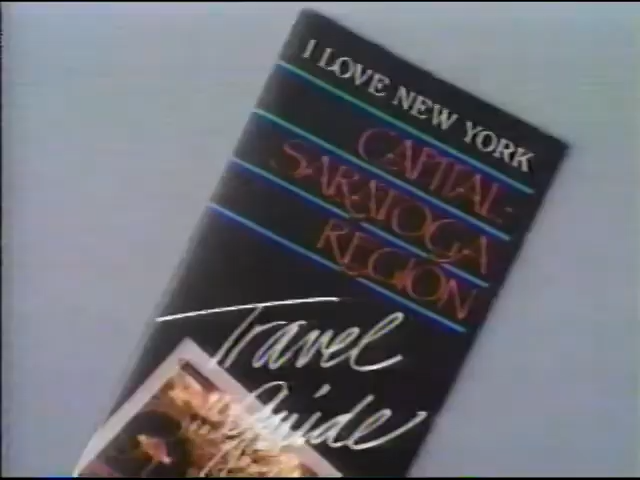 I LOVE NEW YORK
CAPITAL-
SARATOGA
REGION
Travel
Guide